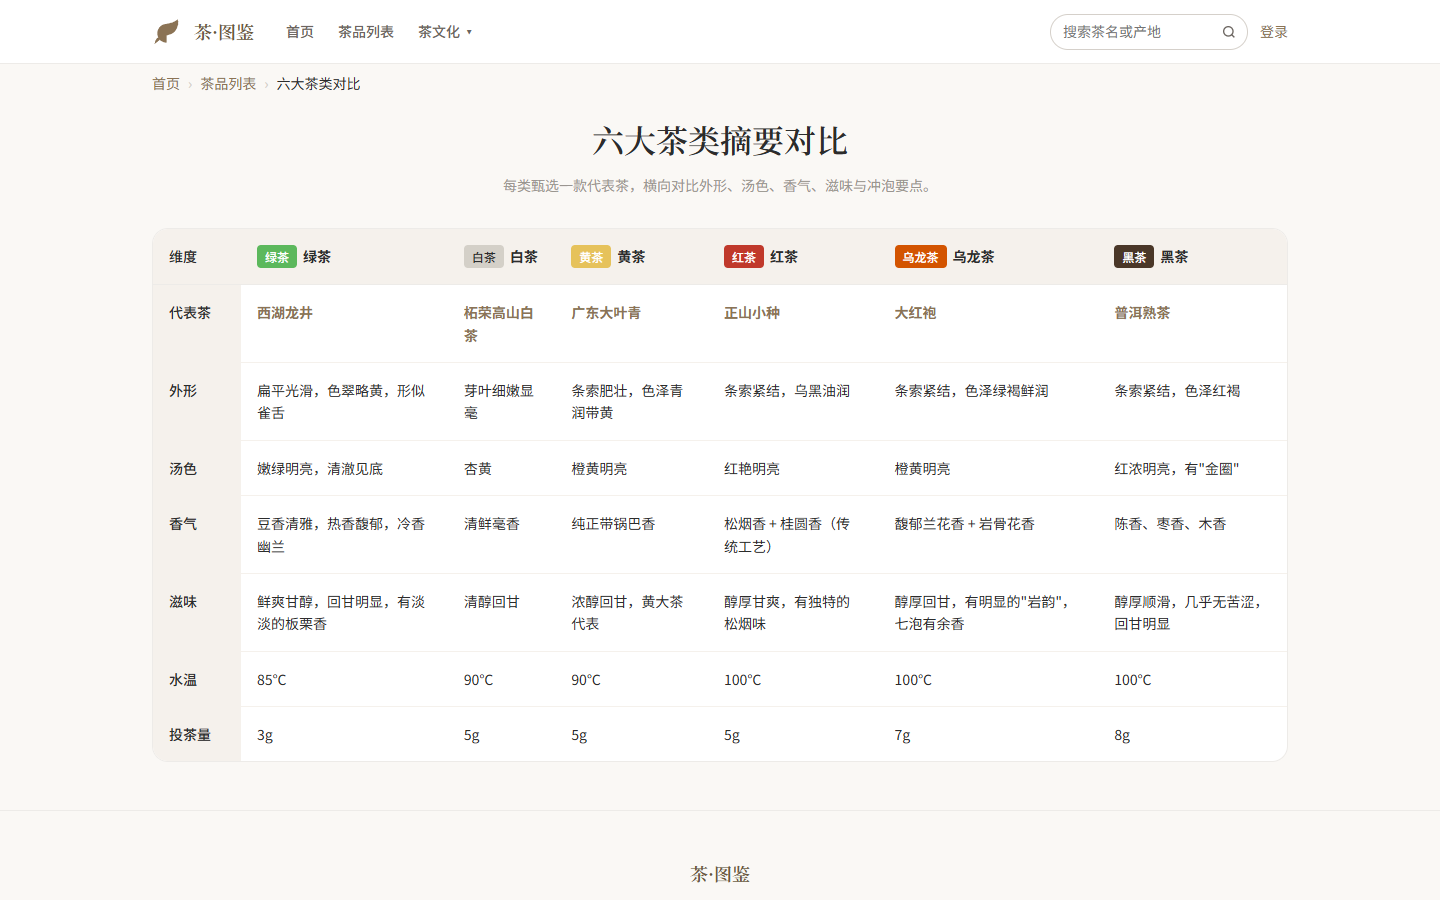 茶·图鉴 首页 茶品列表 茶文化 ▾ 搜索茶名或产地 登录
首页 › 茶品列表 › 六大茶类对比
六大茶类摘要对比
每类甄选一款代表茶，横向对比外形、汤色、香气、滋味与冲泡要点。
维度 绿茶 绿茶 白茶 白茶 黄茶 黄茶 红茶 红茶 乌龙茶 乌龙茶 黑茶 黑茶
代表茶 西湖龙井 柘荣高山白 广东大叶青 正山小种 大红袍 普洱熟茶
茶
外形 扁平光滑，色翠略黄，形似 芽叶细嫩显 条索肥壮，色泽青 条索紧结，乌黑油润 条索紧结，色泽绿褐鲜润 条索紧结，色泽红褐
雀舌 毫 润带黄
汤色 嫩绿明亮，清澈见底 杏黄 橙黄明亮 红艳明亮 橙黄明亮 红浓明亮，有"金圈"
香气 豆香清雅，热香馥郁，冷香 清鲜毫香 纯正带锅巴香 松烟香 + 桂圆香（传 馥郁兰花香 + 岩骨花香 陈香、枣香、木香
幽兰 统工艺）
滋味 鲜爽甘醇，回甘明显，有淡 清醇回甘 浓醇回甘，黄大茶 醇厚甘爽，有独特的 醇厚回甘，有明显的"岩韵"， 醇厚顺滑，几乎无苦涩，
淡的板栗香 代表 松烟味 七泡有余香 回甘明显
水温 85°C 90°C 90°C 100°C 100°C 100°C
投茶量 3g 5g 5g 5g 7g 8g
茶·图鉴